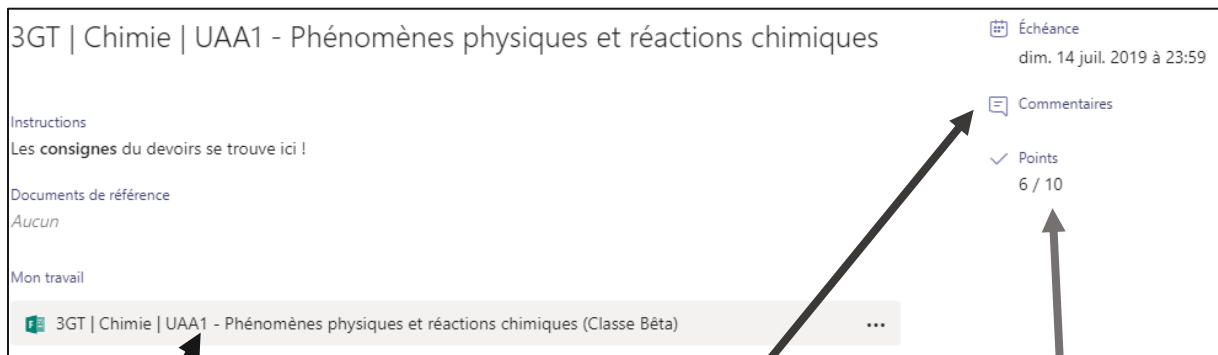 3GT | Chimie | UAA1 - Phénomènes physiques et réactions chimiques
Échéance
dim. 14 juil. 2019 à 23:59
Commentaires
Points
6 / 10
Instructions
Les consignes du devoirs se trouve ici !
Documents de référence
Aucun
Mon travail
3GT | Chimie | UAA1 - Phénomènes physiques et réactions chimiques (Classe Bêta)